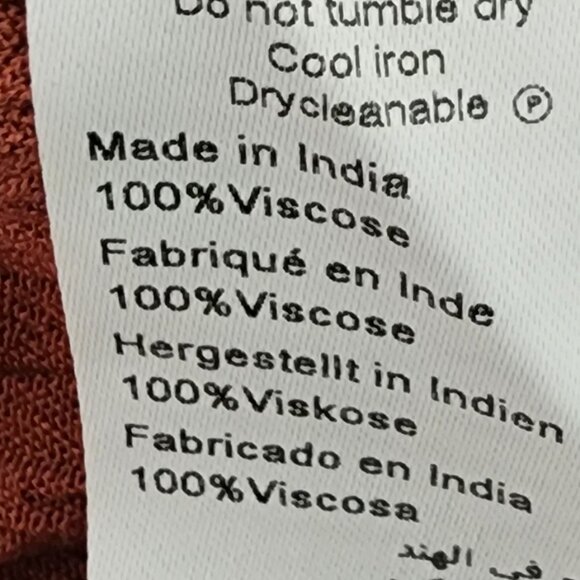 Do not tumble dry
Cool iron
Drycleanable Ⓟ
Made in India
100%Viscose
Fabriqué en Inde
100%Viscose
Hergestellt in Indien
100%Viskose
Fabricado en India
100%Viscosa
في الهند